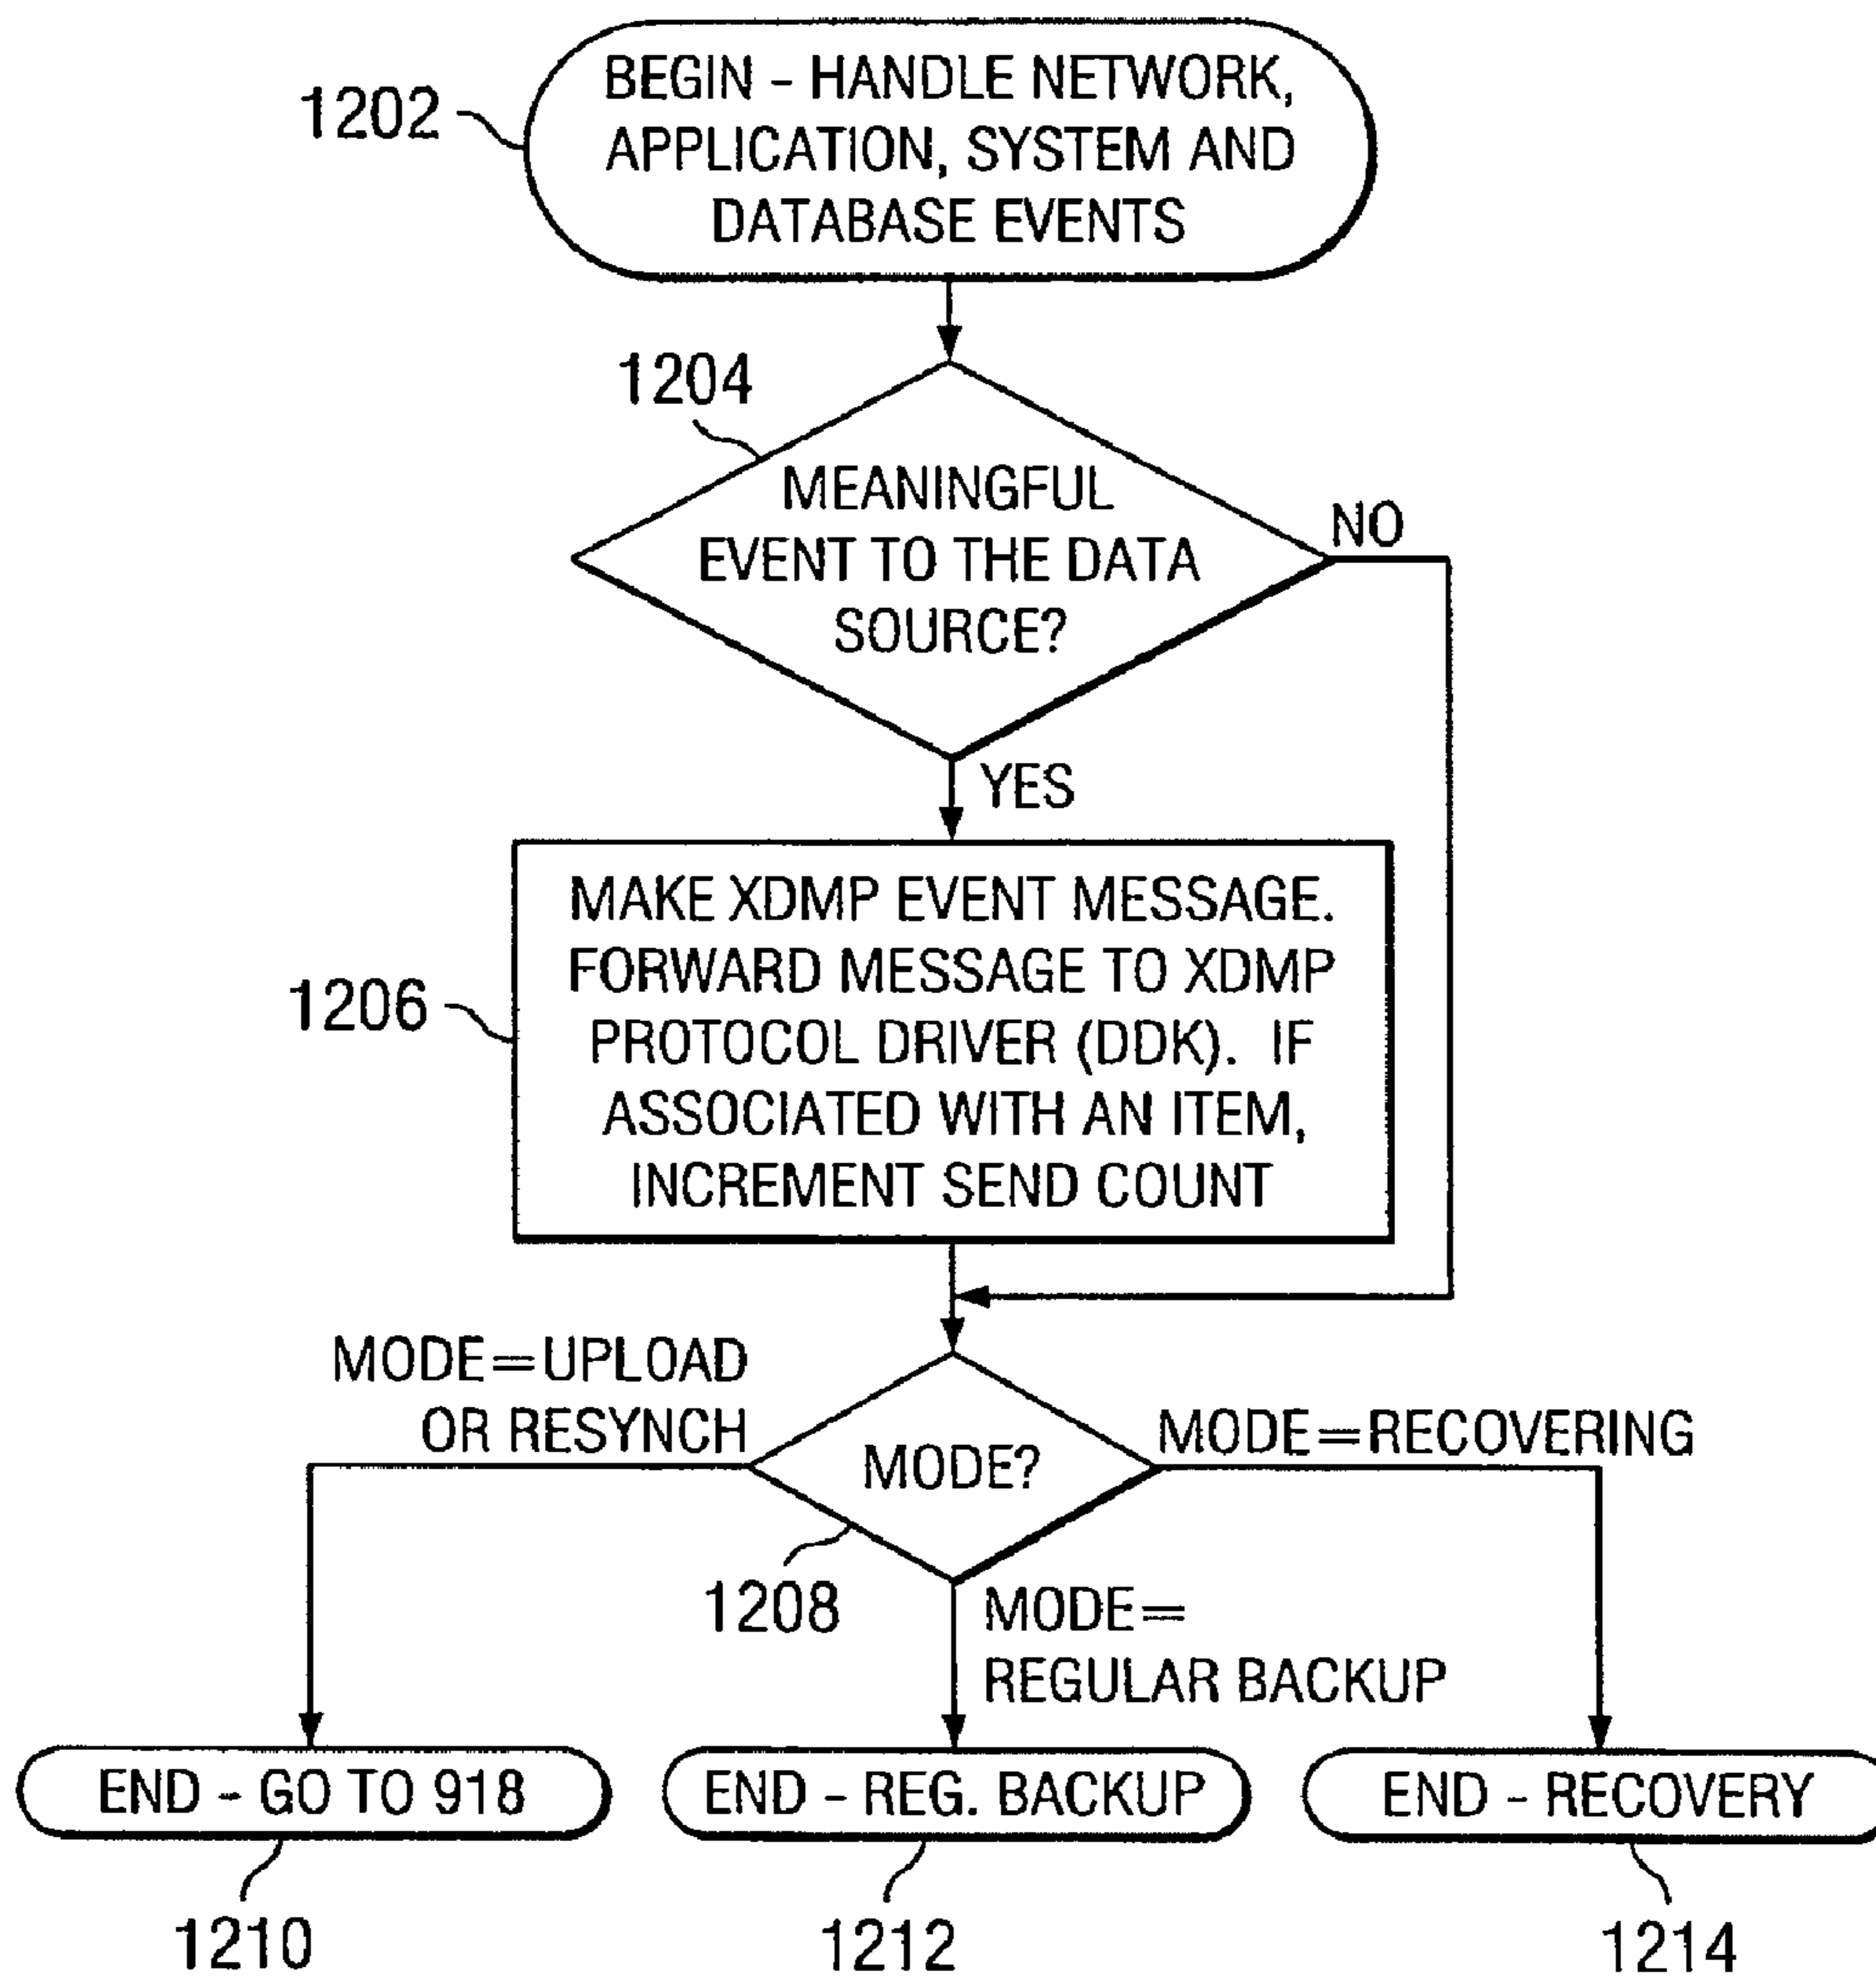 BEGIN - HANDLE NETWORK,
APPLICATION, SYSTEM AND
DATABASE EVENTS
1202
1204
MEANINGFUL
EVENT TO THE DATA
SOURCE?
NO
YES
MAKE XDMP EVENT MESSAGE.
FORWARD MESSAGE TO XDMP
PROTOCOL DRIVER (DDK). IF
ASSOCIATED WITH AN ITEM,
INCREMENT SEND COUNT
1206
MODE=UPLOAD
OR RESYNCH
MODE?
MODE=RECOVERING
1208
MODE=
REGULAR BACKUP
END - GO TO 918
END - REG. BACKUP
END - RECOVERY
1210
1212
1214